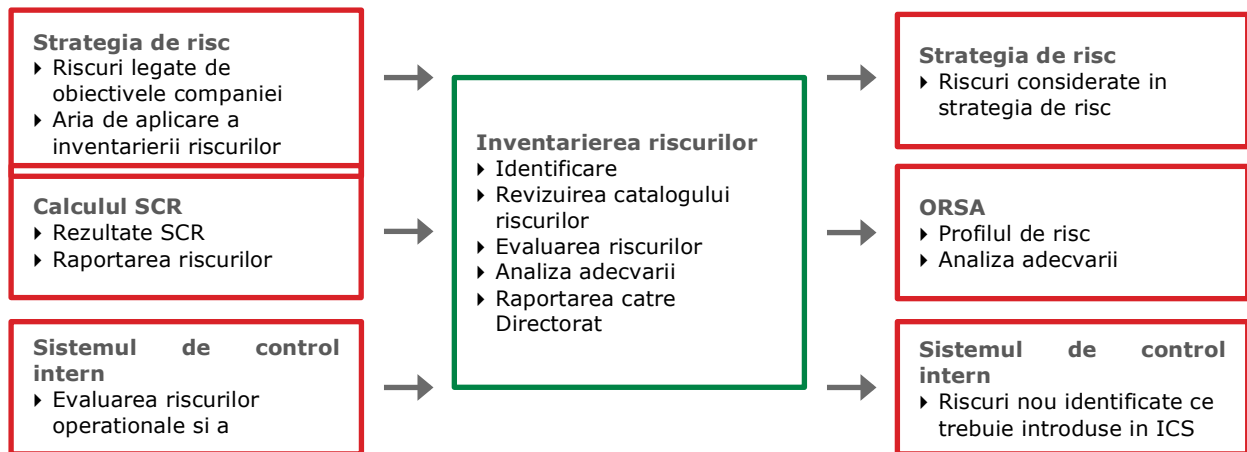 Strategia de risc
‣ Riscuri legate de
obiectivele companiei
‣ Aria de aplicare a
inventarierii riscurilor
Calculul SCR
‣ Rezultate SCR
‣ Raportarea riscurilor
Sistemul de control
intern
‣ Evaluarea riscurilor
operationale si a
Inventarierea riscurilor
‣ Identificare
‣ Revizuirea catalogului
riscurilor
‣ Evaluarea riscurilor
‣ Analiza adecvarii
‣ Raportarea catre
Directorat
Strategia de risc
‣ Riscuri considerate in
strategia de risc
ORSA
‣ Profilul de risc
‣ Analiza adecvarii
Sistemul de control
intern
‣ Riscuri nou identificate ce
trebuie introduse in ICS